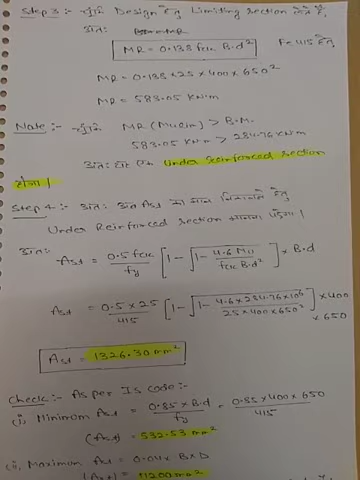 Step 3 :- चूंकि Design हेतु Limiting section लेते हैं,
अतः
MR = 0.138 fck B.d² Fe 415 हेतु
MR = 0.138 × 25 × 400 × 650²
MR = 583.05 KN.m
Note :- चूंकि MR (Mulim) > B.M.
583.05 KN.m > 284.76 KN.m
अतः यह एक Under Reinforced section
होगा।
Step 4 :- अतः अब Ast का मान निकालने हेतु
Under Reinforced section मानना पड़ेगा।
अतः
Ast = 0.5 fck / fy [1 - √(1 - 4.6 Mu / fck B.d²)] × B.d
Ast = 0.5 × 25 / 415 [1 - √(1 - 4.6 × 284.76 × 10⁶ / 25 × 400 × 650²)] × 400
× 650
Ast = 1326.30 mm²
Check :- As per Is code :-
(i) Minimum Ast = 0.85 × B.d / fy = 0.85 × 400 × 650 / 415
(Ast) = 532.53 mm²
(ii) Maximum Ast = 0.04 × B × D
(Ast) = 11200 mm²